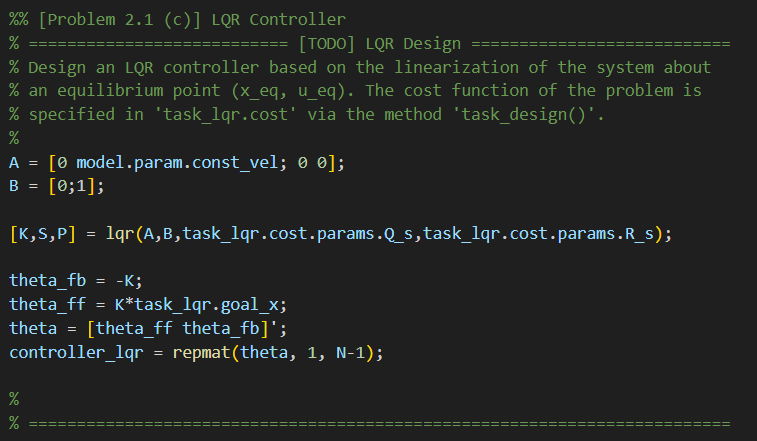 %% [Problem 2.1 (c)] LQR Controller
% =========================== [TODO] LQR Design ===========================
% Design an LQR controller based on the linearization of the system about
% an equilibrium point (x_eq, u_eq). The cost function of the problem is
% specified in 'task_lqr.cost' via the method 'task_design()'.
%
A = [0 model.param.const_vel; 0 0];
B = [0;1];
[K,S,P] = lqr(A,B,task_lqr.cost.params.Q_s,task_lqr.cost.params.R_s);
theta_fb = -K;
theta_ff = K*task_lqr.goal_x;
theta = [theta_ff theta_fb]';
controller_lqr = repmat(theta, 1, N-1);
%
% =========================================================================